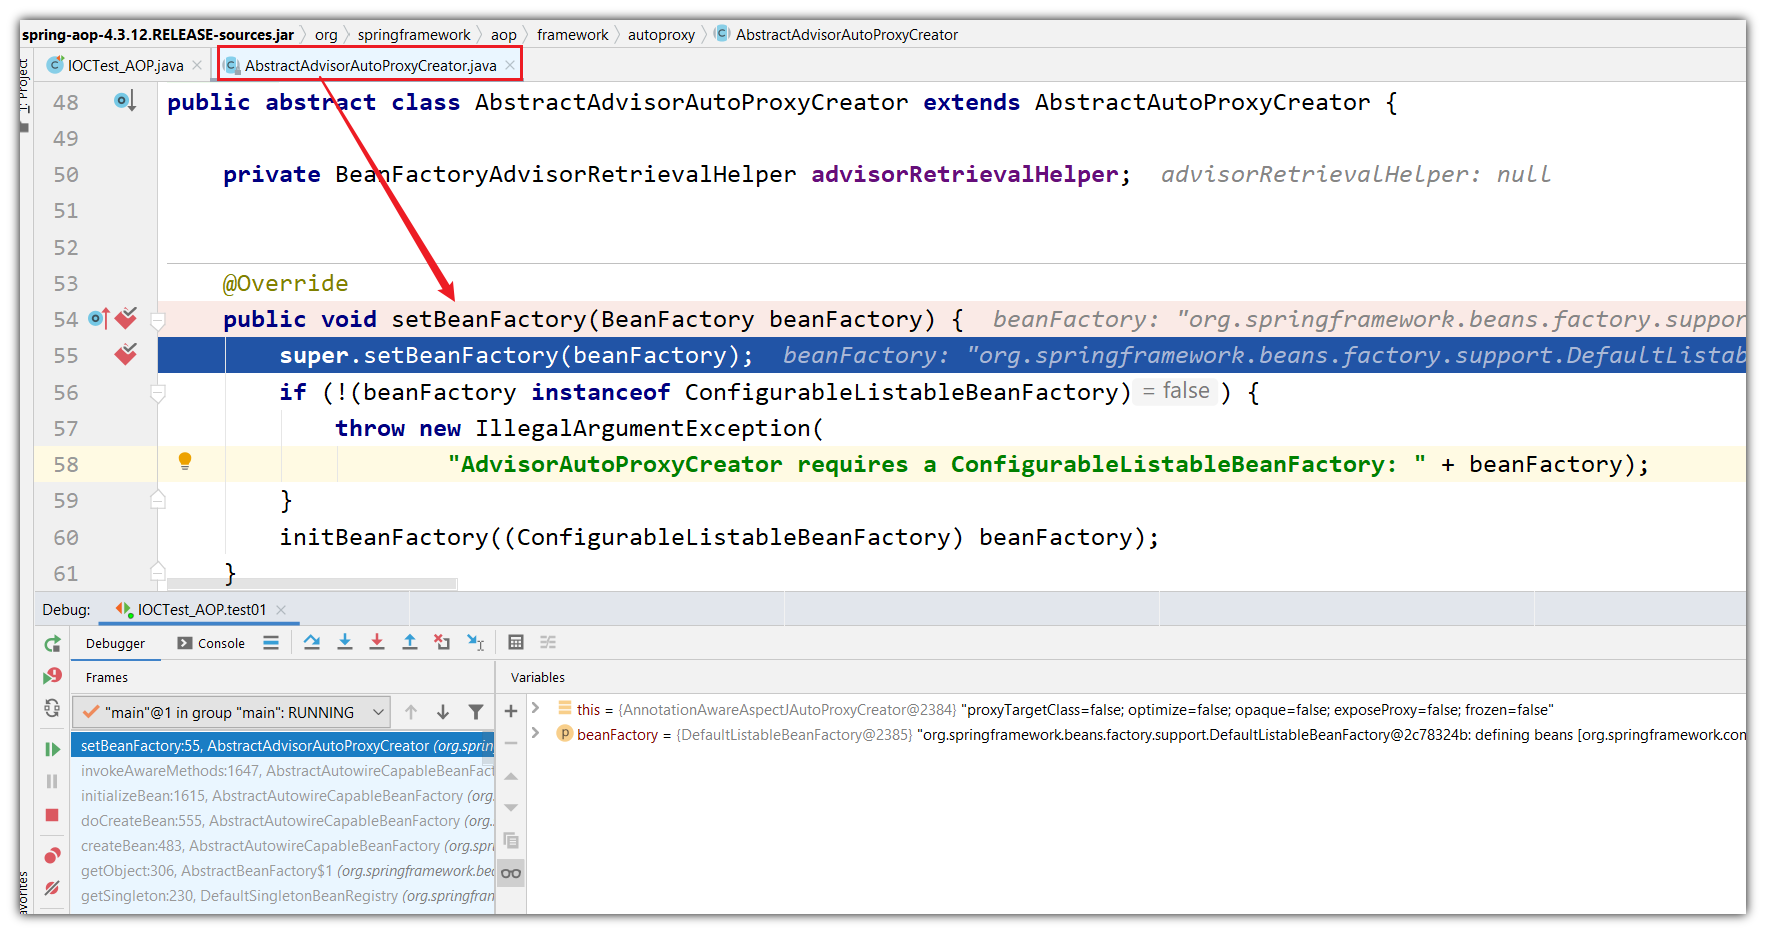 spring-aop-4.3.12.RELEASE-sources.jar org springframework aop framework autoproxy AbstractAdvisorAutoProxyCreator
1: Project
IOCTest_AOP.java AbstractAdvisorAutoProxyCreator.java
48 public abstract class AbstractAdvisorAutoProxyCreator extends AbstractAutoProxyCreator {
49
50 private BeanFactoryAdvisorRetrievalHelper advisorRetrievalHelper; advisorRetrievalHelper: null
51
52
53 @Override
54 public void setBeanFactory(BeanFactory beanFactory) { beanFactory: "org.springframework.beans.factory.suppor
55 super.setBeanFactory(beanFactory); beanFactory: "org.springframework.beans.factory.support.DefaultListab
56 if (!(beanFactory instanceof ConfigurableListableBeanFactory) = false ) {
57 throw new IllegalArgumentException(
58 "AdvisorAutoProxyCreator requires a ConfigurableListableBeanFactory: " + beanFactory);
59 }
60 initBeanFactory((ConfigurableListableBeanFactory) beanFactory);
61 }
Debug: IOCTest_AOP.test01
Debugger Console
Frames
Variables
"main"@1 in group "main": RUNNING
setBeanFactory:55, AbstractAdvisorAutoProxyCreator (org.sprin
invokeAwareMethods:1647, AbstractAutowireCapableBeanFact
initializeBean:1615, AbstractAutowireCapableBeanFactory (org.
doCreateBean:555, AbstractAutowireCapableBeanFactory (org.
createBean:483, AbstractAutowireCapableBeanFactory (org.spr
getObject:306, AbstractBeanFactory$1 (org.springframework.bea
getSingleton:230, DefaultSingletonBeanRegistry (org.springfran
this = {AnnotationAwareAspectJAutoProxyCreator@2384} "proxyTargetClass=false; optimize=false; opaque=false; exposeProxy=false; frozen=false"
beanFactory = {DefaultListableBeanFactory@2385} "org.springframework.beans.factory.support.DefaultListableBeanFactory@2c78324b: defining beans [org.springframework.con
avorites